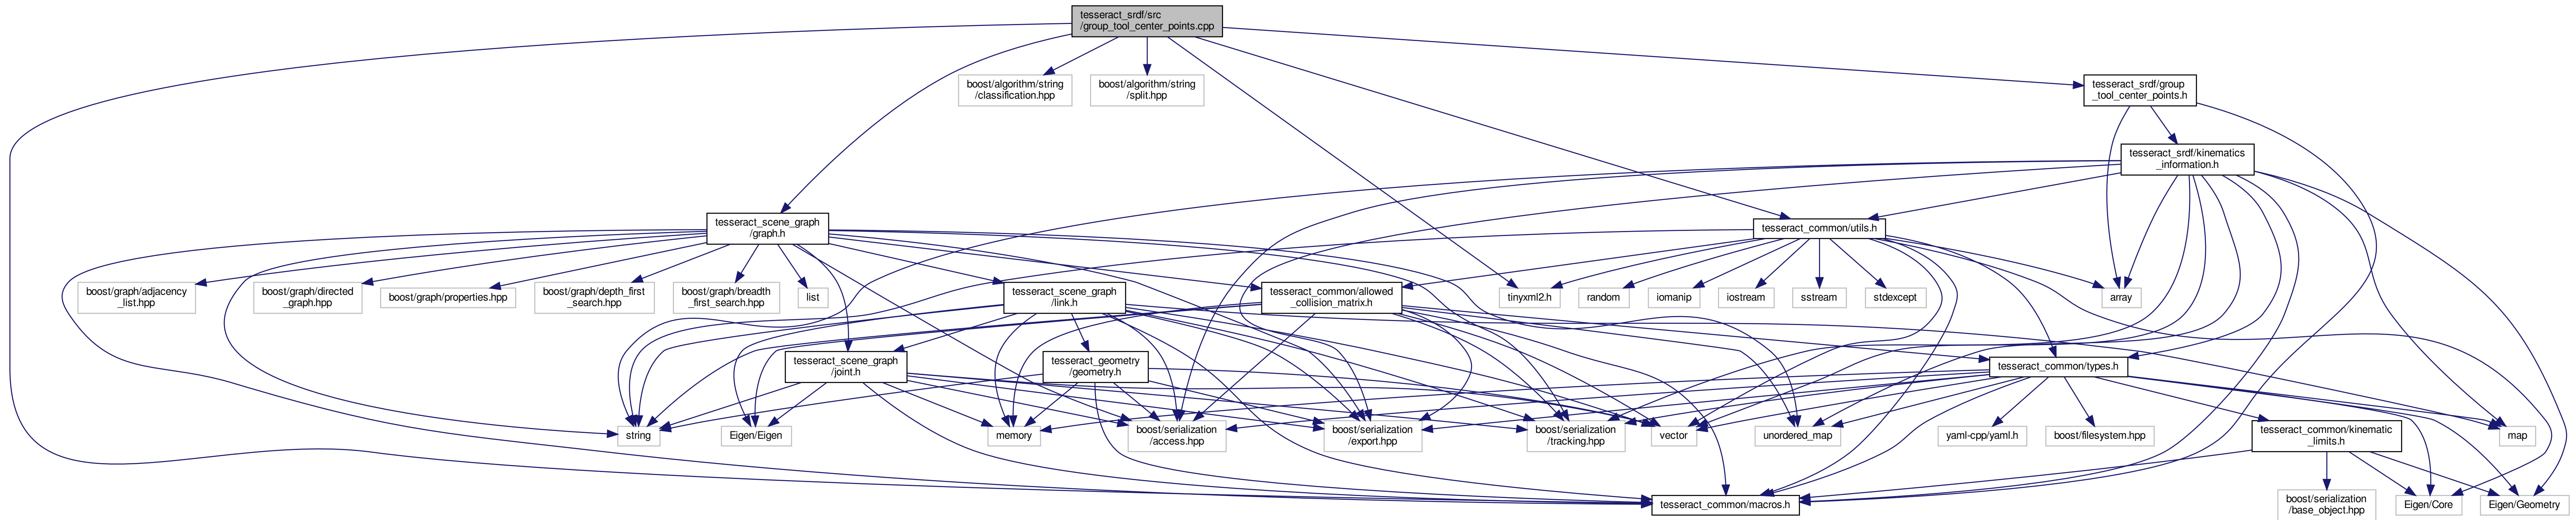 tesseract_srdf/src
/group_tool_center_points.cpp
boost/algorithm/string
/classification.hpp
boost/algorithm/string
/split.hpp
tesseract_srdf/group
_tool_center_points.h
tesseract_srdf/kinematics
_information.h
tesseract_scene_graph
/graph.h
tesseract_common/utils.h
boost/graph/adjacency
_list.hpp
boost/graph/directed
_graph.hpp
boost/graph/properties.hpp
boost/graph/depth_first
_search.hpp
boost/graph/breadth
_first_search.hpp
list
tesseract_scene_graph
/link.h
tesseract_common/allowed
_collision_matrix.h
tinyxml2.h
random
iomanip
iostream
sstream
stdexcept
array
tesseract_scene_graph
/joint.h
tesseract_geometry
/geometry.h
tesseract_common/types.h
string
Eigen/Eigen
memory
boost/serialization
/access.hpp
boost/serialization
/export.hpp
boost/serialization
/tracking.hpp
vector
unordered_map
yaml-cpp/yaml.h
boost/filesystem.hpp
tesseract_common/kinematic
_limits.h
map
tesseract_common/macros.h
boost/serialization
/base_object.hpp
Eigen/Core
Eigen/Geometry